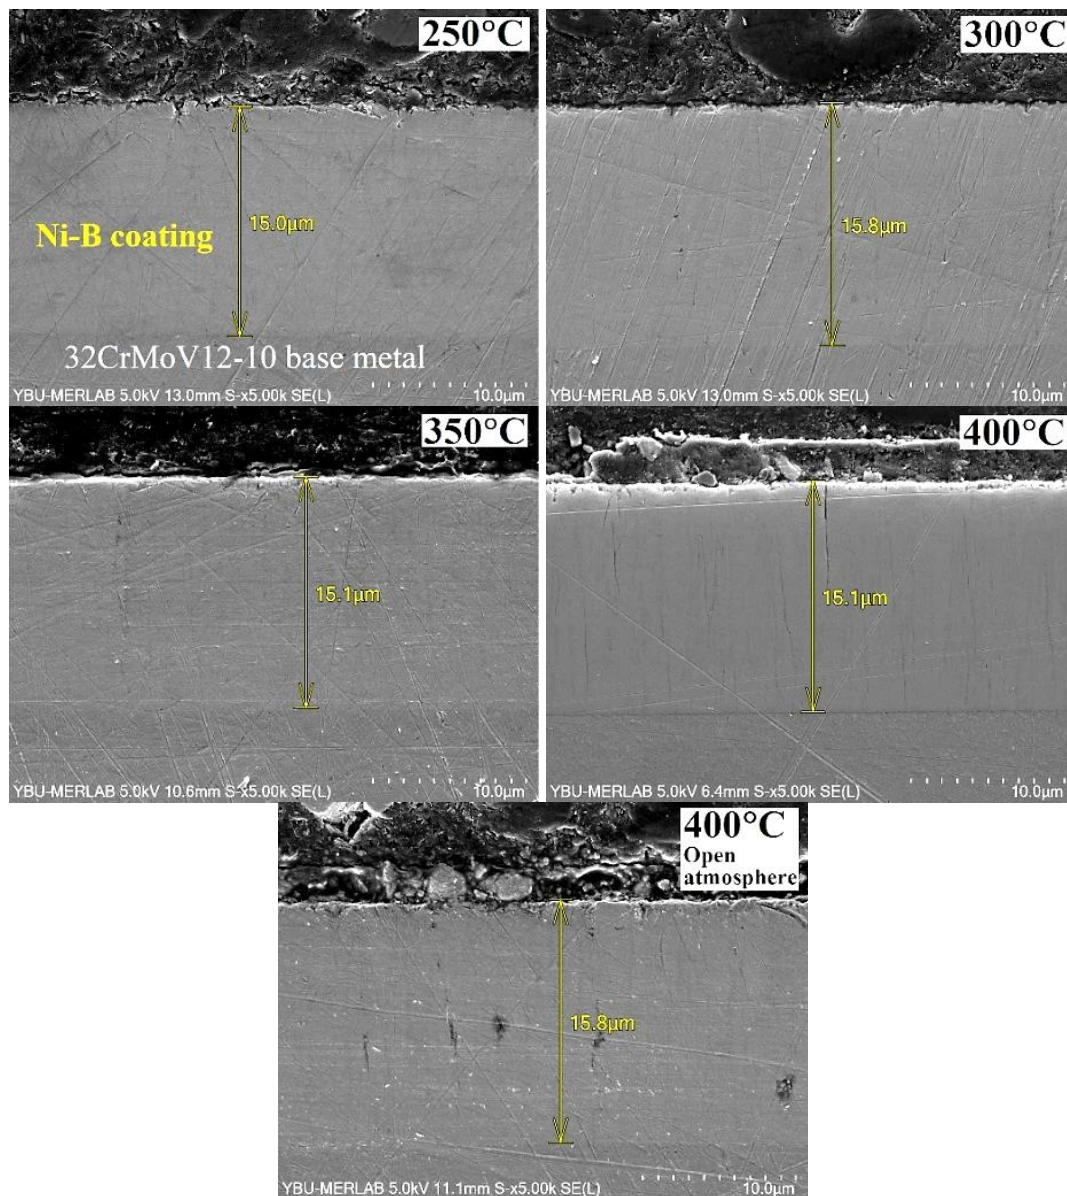 250°C
15.0µm
Ni-B coating
32CrMoV12-10 base metal
YBU-MERLAB 5.0kV 13.0mm S-x5.00k SE(L)
10.0µm
300°C
15.8µm
YBU-MERLAB 5.0kV 13.0mm S-x5.00k SE(L)
10.0µm
350°C
15.1µm
YBU-MERLAB 5.0kV 10.6mm S-x5.00k SE(L)
10.0µm
400°C
15.1µm
YBU-MERLAB 5.0kV 6.4mm S-x5.00k SE(L)
10.0µm
400°C
Open
atmosphere
15.8µm
YBU-MERLAB 5.0kV 11.1mm S-x5.00k SE(L)
10.0µm